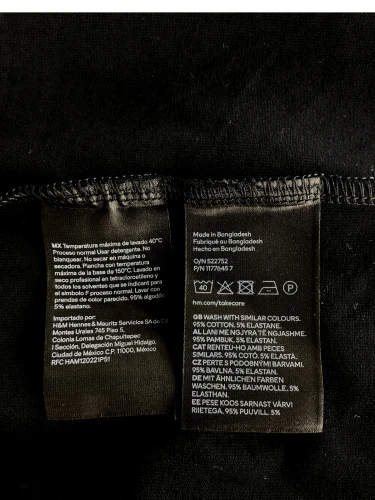 MX Temperatura máxima de lavado 40°C
Proceso normal Usar detergente. No
blanquear. No secar en máquina o
secadora. Plancha con temperatura
máxima de la base de 150°C. Lavado en
seco profesional en tetracloroetileno y
todos los solventes que se indican para
el símbolo F proceso normal. Lavar con
prendas de color parecido. 95% algodón
5% elastano.
Importado por:
H&M Hennes & Mauritz Servicios SA de C
Montes Urales 745 Piso 5.
Colonia Lomas de Chapultepec
I Sección, Delegación Miguel Hidalgo,
Ciudad de México C.P. 11000, México
RFC HAM120221P51
Made in Bangladesh
Fabriqué au Bangladesh
Hecho en Bangladesh
O/N 522752
P/N 1177645 7
40 P
hm.com/takecare
GB WASH WITH SIMILAR COLOURS.
95% COTTON. 5% ELASTANE.
AL LANI ME NGJYRA TË NGJASHME.
95% PAMBUK, 5% ELASTAN.
CAT RENTEU-HO AMB PECES
SIMILARS. 95% COTÓ, 5% ELASTÀ.
CZ PERTE S PODOBNÝMI BARVAMI.
95% BAVLNA. 5% ELASTAN.
DE MIT ÄHNLICHEN FARBEN
WASCHEN. 95% BAUMWOLLE. 5%
ELASTHAN.
EE PESE KOOS SARNAST VÄRVI
RIIETEGA. 95% PUUVILL. 5%